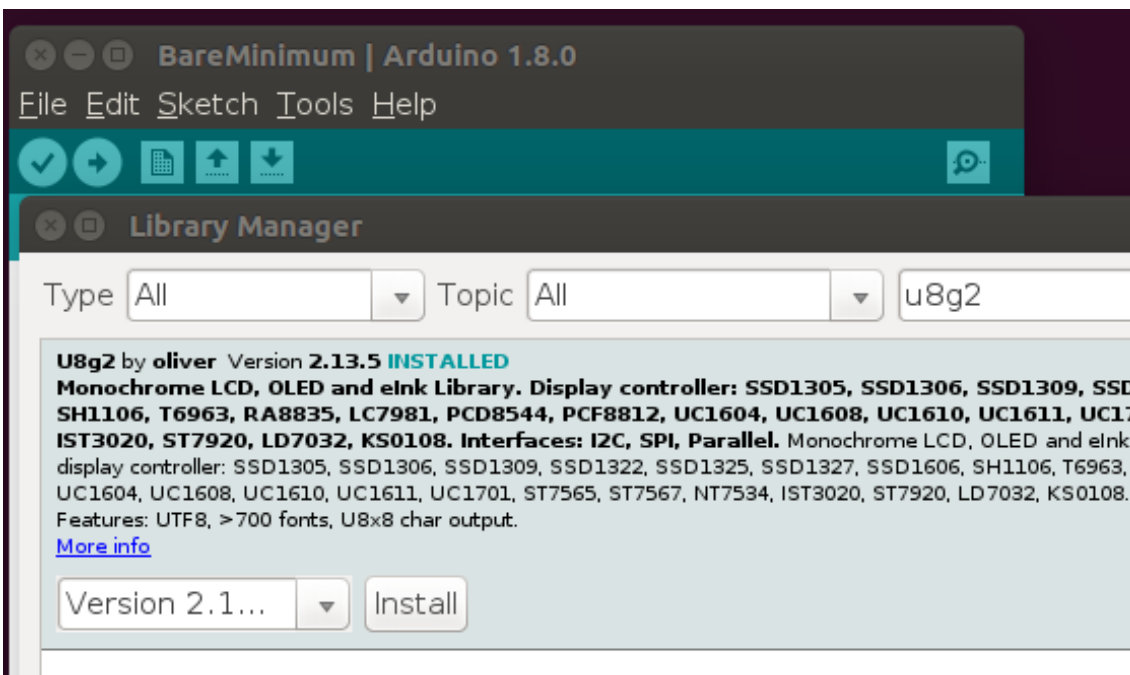 BareMinimum | Arduino 1.8.0
File Edit Sketch Tools Help
Library Manager
Type All Topic All u8g2
U8g2 by oliver Version 2.13.5 INSTALLED
Monochrome LCD, OLED and eInk Library. Display controller: SSD1305, SSD1306, SSD1309, SSD
SH1106, T6963, RA8835, LC7981, PCD8544, PCF8812, UC1604, UC1608, UC1610, UC1611, UC17
IST3020, ST7920, LD7032, KS0108. Interfaces: I2C, SPI, Parallel. Monochrome LCD, OLED and eInk
display controller: SSD1305, SSD1306, SSD1309, SSD1322, SSD1325, SSD1327, SSD1606, SH1106, T6963,
UC1604, UC1608, UC1610, UC1611, UC1701, ST7565, ST7567, NT7534, IST3020, ST7920, LD7032, KS0108.
Features: UTF8, >700 fonts, U8x8 char output.
More info
Version 2.1... Install